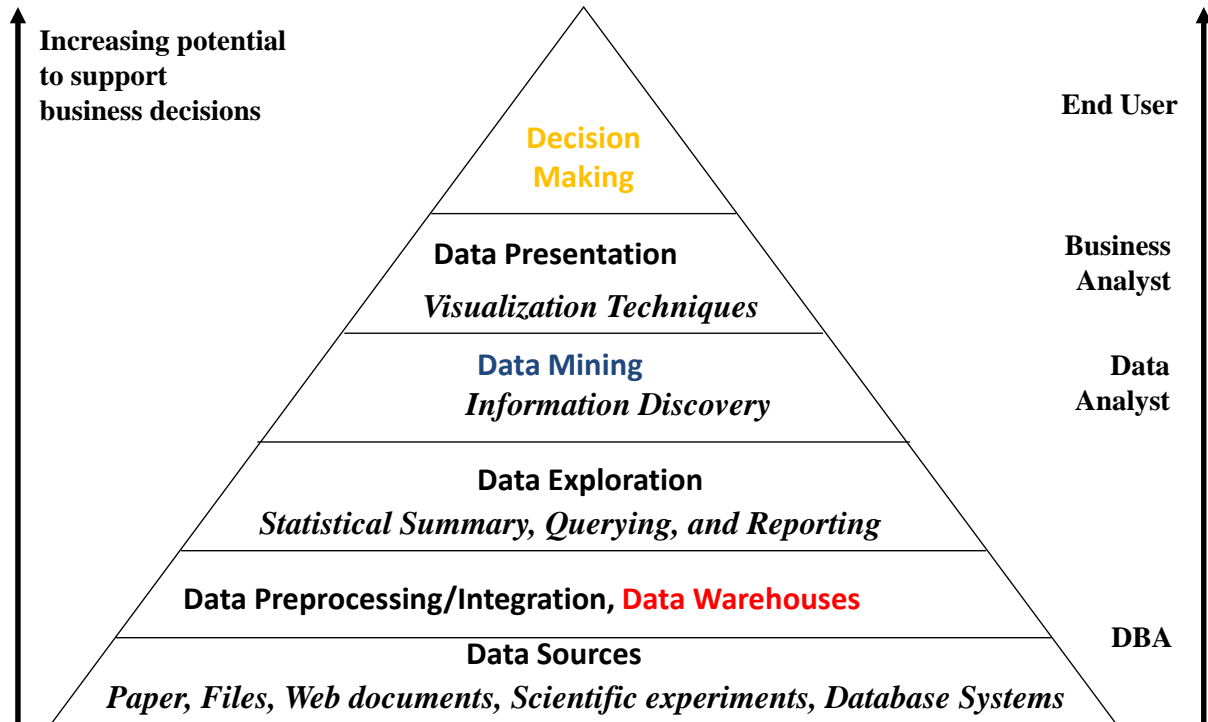 Increasing potential
to support
business decisions
End User
Decision
Making
Data Presentation
Visualization Techniques
Business
Analyst
Data Mining
Information Discovery
Data
Analyst
Data Exploration
Statistical Summary, Querying, and Reporting
Data Preprocessing/Integration, Data Warehouses
DBA
Data Sources
Paper, Files, Web documents, Scientific experiments, Database Systems